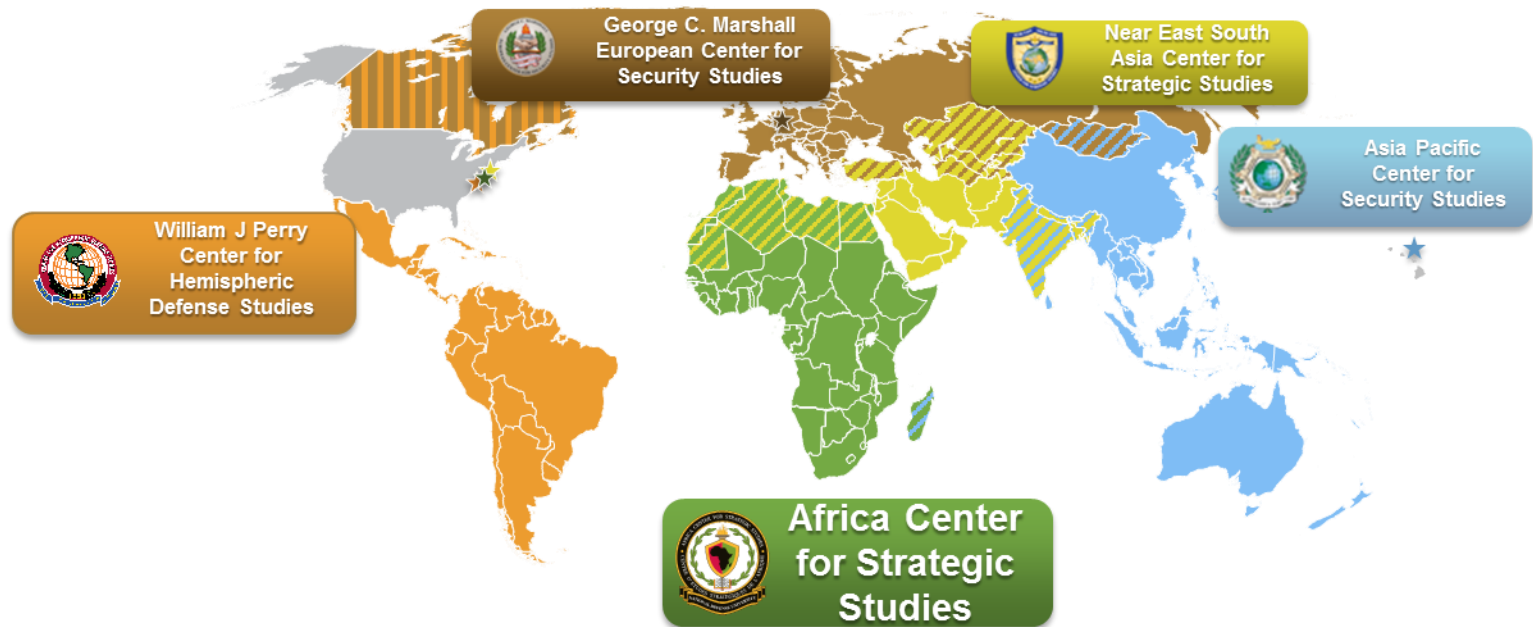 George C. Marshall
European Center for
Security Studies
Near East South
Asia Center for
Strategic Studies
Asia Pacific
Center for
Security Studies
William J Perry
Center for
Hemispheric
Defense Studies
Africa Center
for Strategic
Studies